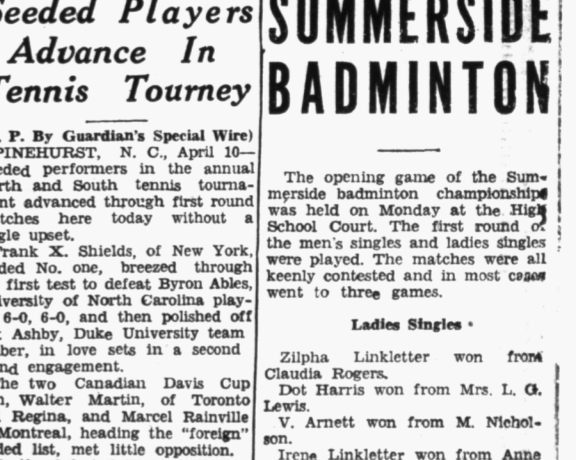 Seeded Players
Advance In
Tennis Tourney
P. By Guardian's Special Wire)
PINEHURST, N. C., April 10—
eded performers in the annual
rth and South tennis tourna-
nt advanced through first round
tches here today without a
gle upset.
rank X. Shields, of New York,
ded No. one, breezed through
first test to defeat Byron Ables,
iversity of North Carolina play-
6-0, 6-0, and then polished off
Ashby, Duke University team
ber, in love sets in a second
nd engagement.
he two Canadian Davis Cup
n, Walter Martin, of Toronto
Regina, and Marcel Rainville
Montreal, heading the "foreign"
ded list, met little opposition.
SUMMERSIDE
BADMINTON
The opening game of the Sum-
merside badminton championships
was held on Monday at the High
School Court. The first round of
the men's singles and ladies singles
were played. The matches were all
keenly contested and in most cases
went to three games.
Ladies Singles
Zilpha Linkletter won from
Claudia Rogers.
Dot Harris won from Mrs. L. G.
Lewis.
V. Arnett won from M. Nichol-
son.
Irene Linkletter won from Anne